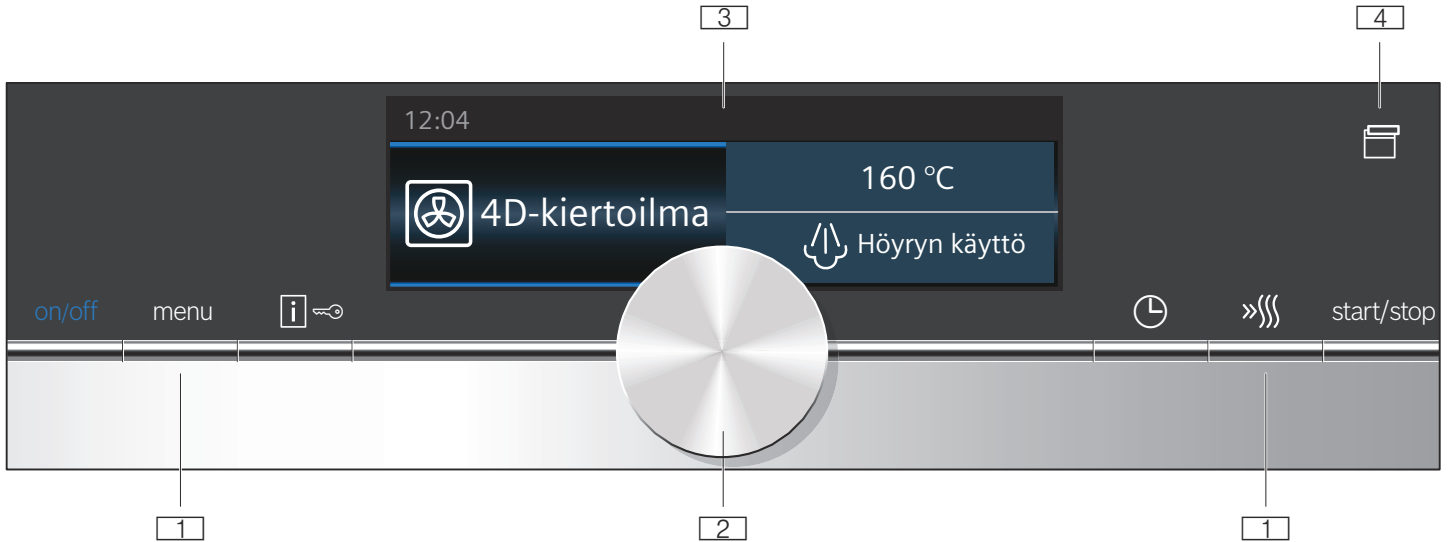 3
4
12:04
4D-kiertoilma
160 °C
Höyryn käyttö
on/off
menu
i
start/stop
1
2
1